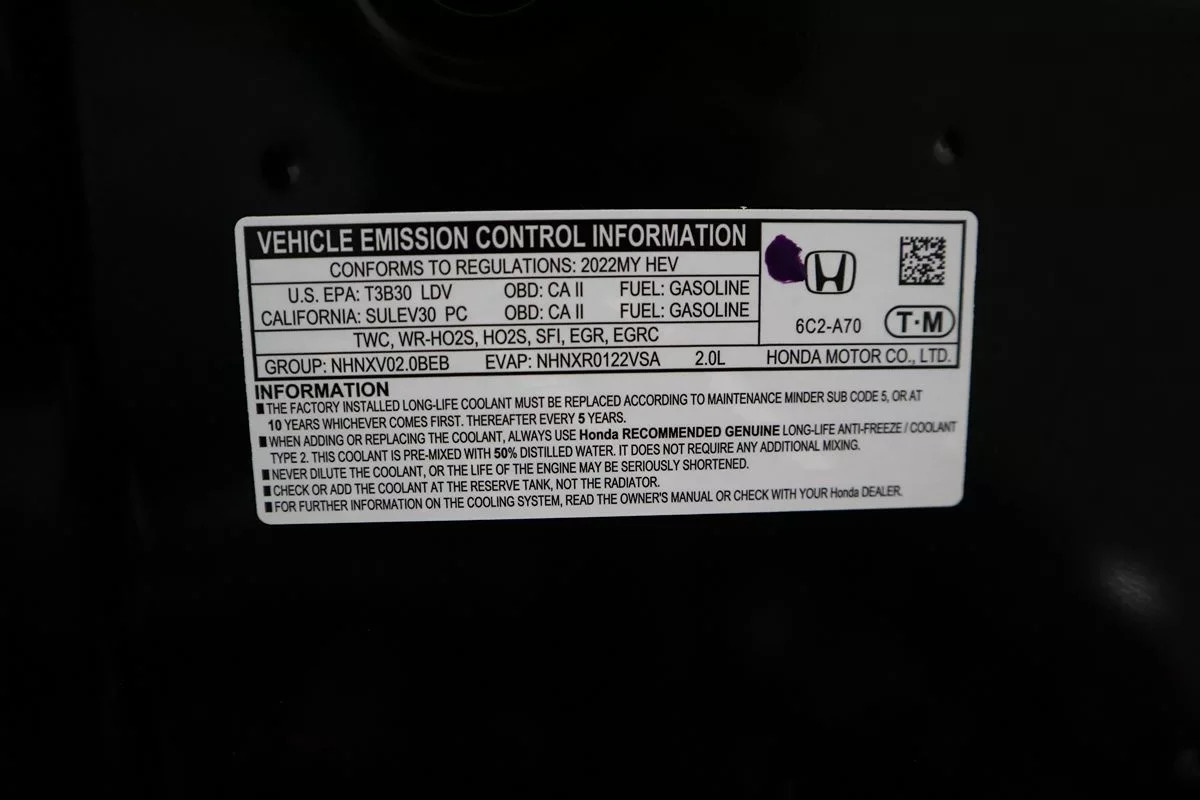 VEHICLE EMISSION CONTROL INFORMATION
CONFORMS TO REGULATIONS: 2022MY HEV
U.S. EPA: T3B30 LDV OBD: CA II FUEL: GASOLINE
CALIFORNIA: SULEV30 PC OBD: CA II FUEL: GASOLINE
TWC, WR-HO2S, HO2S, SFI, EGR, EGRC
6C2-A70 T·M
GROUP: NHNXV02.0BEB EVAP: NHNXR0122VSA 2.0L HONDA MOTOR CO., LTD.
INFORMATION
■ THE FACTORY INSTALLED LONG-LIFE COOLANT MUST BE REPLACED ACCORDING TO MAINTENANCE MINDER SUB CODE 5, OR AT
10 YEARS WHICHEVER COMES FIRST. THEREAFTER EVERY 5 YEARS.
■ WHEN ADDING OR REPLACING THE COOLANT, ALWAYS USE Honda RECOMMENDED GENUINE LONG-LIFE ANTI-FREEZE / COOLANT
TYPE 2. THIS COOLANT IS PRE-MIXED WITH 50% DISTILLED WATER. IT DOES NOT REQUIRE ANY ADDITIONAL MIXING.
■ NEVER DILUTE THE COOLANT, OR THE LIFE OF THE ENGINE MAY BE SERIOUSLY SHORTENED.
■ CHECK OR ADD THE COOLANT AT THE RESERVE TANK, NOT THE RADIATOR.
■ FOR FURTHER INFORMATION ON THE COOLING SYSTEM, READ THE OWNER'S MANUAL OR CHECK WITH YOUR Honda DEALER.